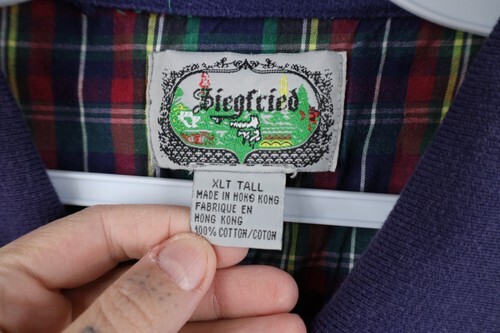 Siegfried
XLT TALL
MADE IN HONG KONG
FABRIQUE EN
HONG KONG
100% COTTON/COTON